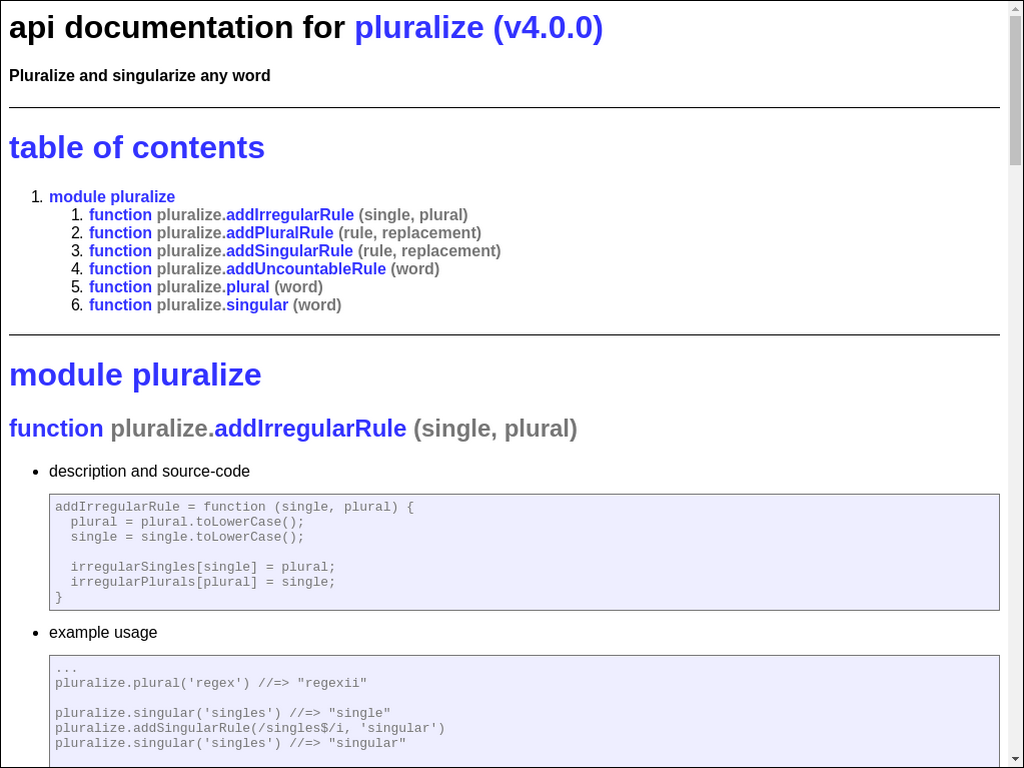 api documentation for pluralize (v4.0.0)
Pluralize and singularize any word
table of contents
1. module pluralize
1. function pluralize.addIrregularRule (single, plural)
2. function pluralize.addPluralRule (rule, replacement)
3. function pluralize.addSingularRule (rule, replacement)
4. function pluralize.addUncountableRule (word)
5. function pluralize.plural (word)
6. function pluralize.singular (word)
module pluralize
function pluralize.addIrregularRule (single, plural)
• description and source-code
addIrregularRule = function (single, plural) {
  plural = plural.toLowerCase();
  single = single.toLowerCase();
  irregularSingles[single] = plural;
  irregularPlurals[plural] = single;
}
• example usage
...
pluralize.plural('regex') //=> "regexii"
pluralize.singular('singles') //=> "single"
pluralize.addSingularRule(/singles$/i, 'singular')
pluralize.singular('singles') //=> "singular"